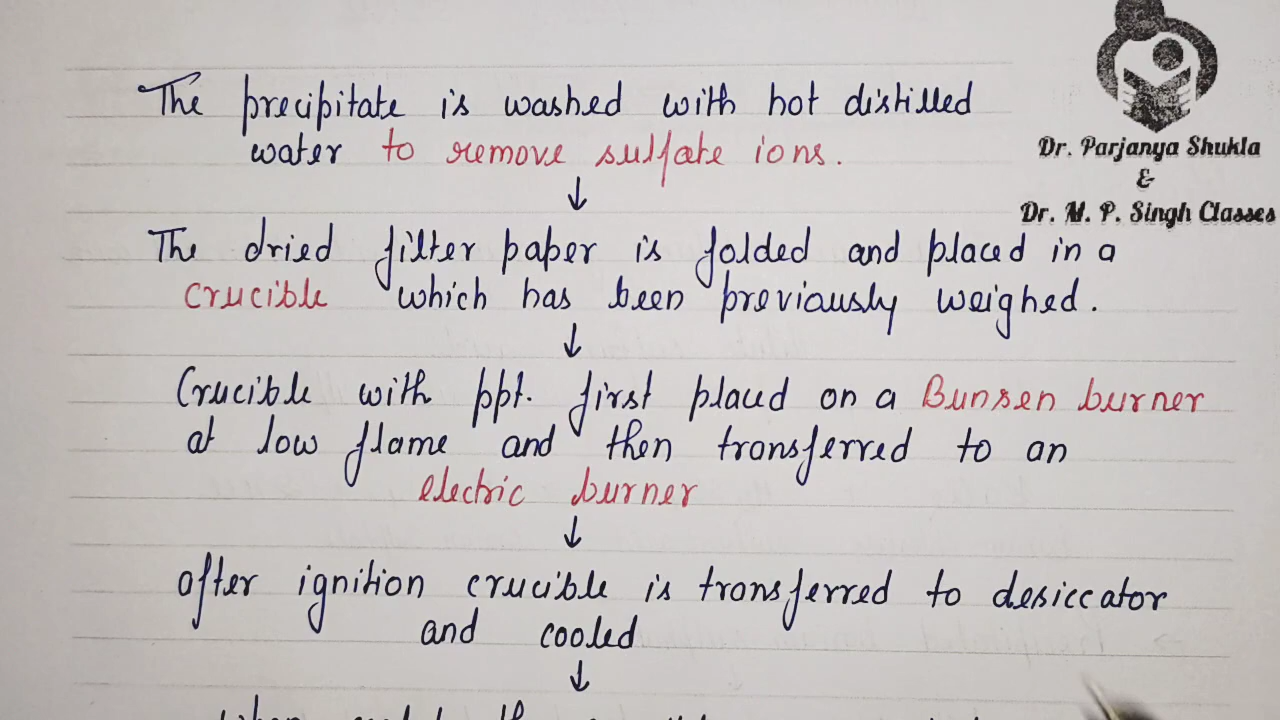 The precipitate is washed with hot distilled
water to remove sulfate ions.
↓
The dried filter paper is folded and placed in a
crucible which has been previously weighed.
↓
Crucible with ppt. first placed on a Bunsen burner
at low flame and then transferred to an
electric burner
↓
after ignition crucible is transferred to desiccator
and cooled
↓
Dr. Parjanya Shukla
&
Dr. M. P. Singh Classes